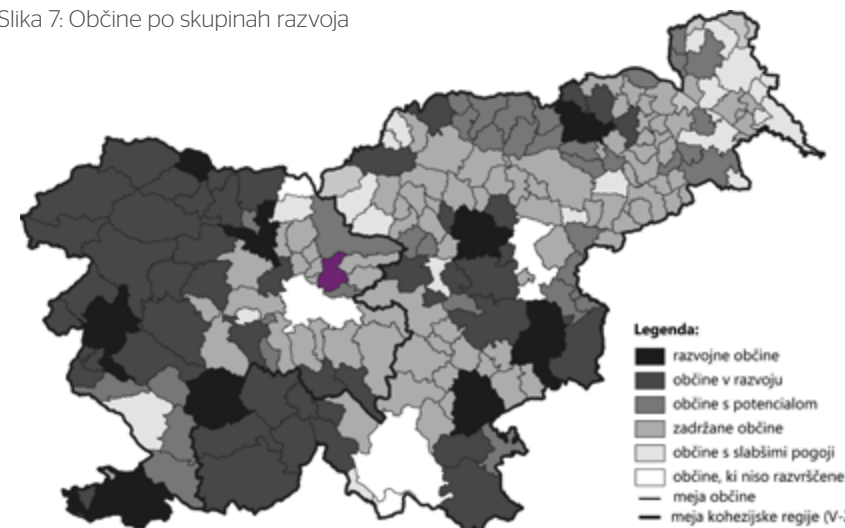 Slika 7: Občine po skupinah razvoja
Legenda:
razvojne občine
občine v razvoju
občine s potencialom
zadržane občine
občine s slabšimi pogoji
občine, ki niso razvrščene
meja občine
meja kohezijske regije